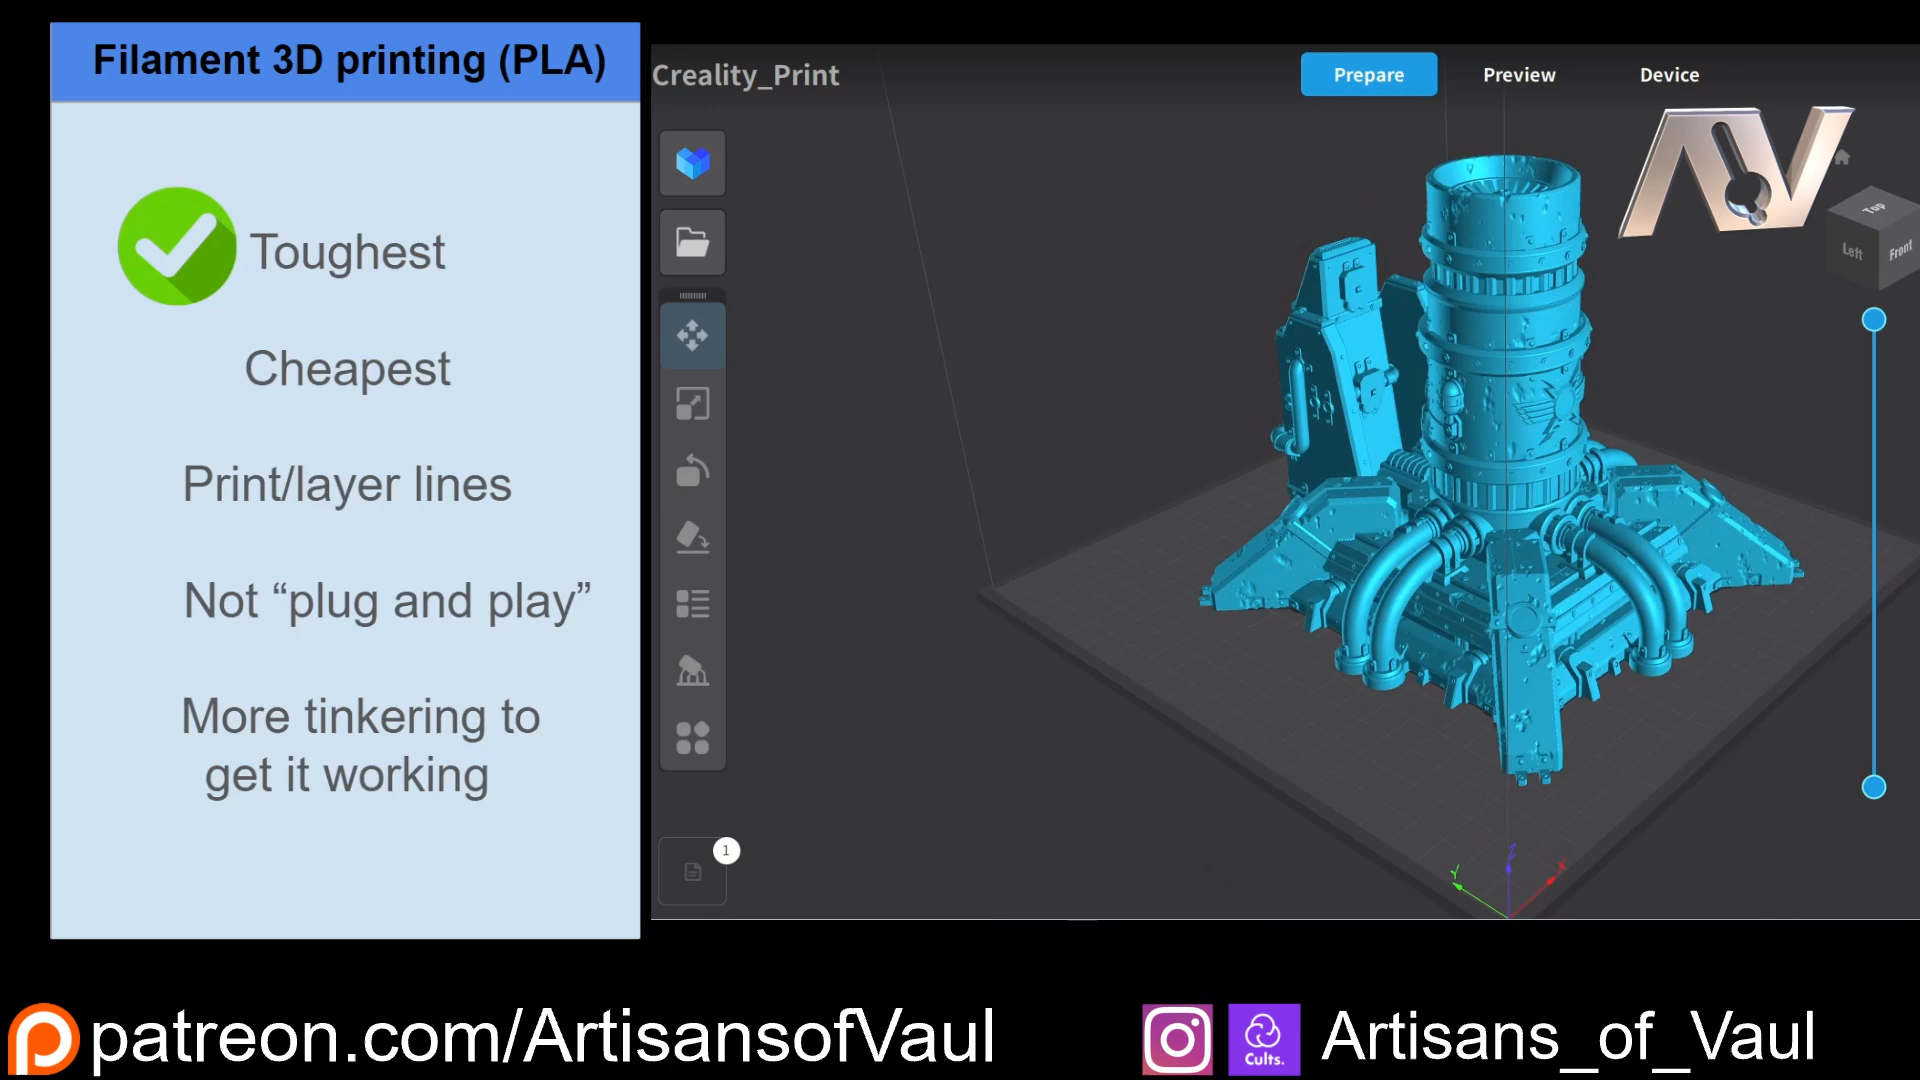 Filament 3D printing (PLA)
Toughest
Cheapest
Print/layer lines
Not “plug and play”
More tinkering to
get it working
Creality_Print
Prepare
Preview
Device
AV
Top
Left
Front
1
Y
Z
X
patreon.com/ArtisansofVaul
Cults.
Artisans_of_Vaul